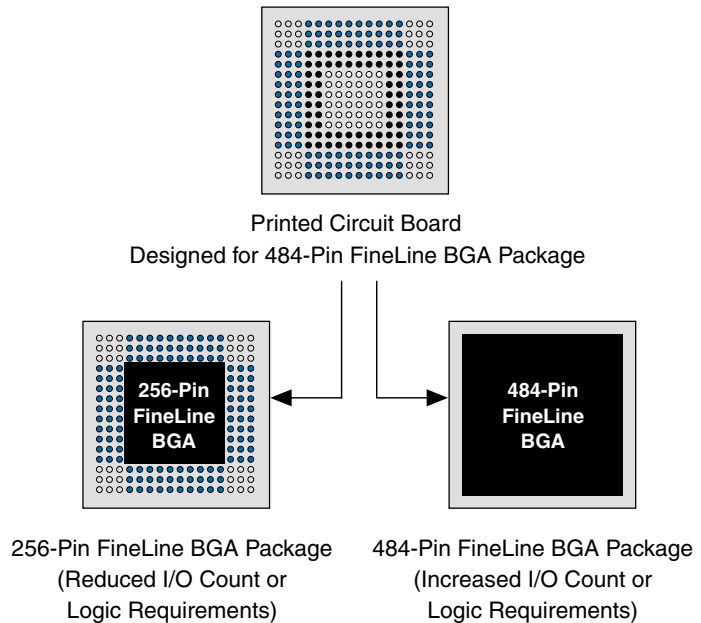 Printed Circuit Board
Designed for 484-Pin FineLine BGA Package
256-Pin
FineLine
BGA
484-Pin
FineLine
BGA
256-Pin FineLine BGA Package
(Reduced I/O Count or
Logic Requirements)
484-Pin FineLine BGA Package
(Increased I/O Count or
Logic Requirements)